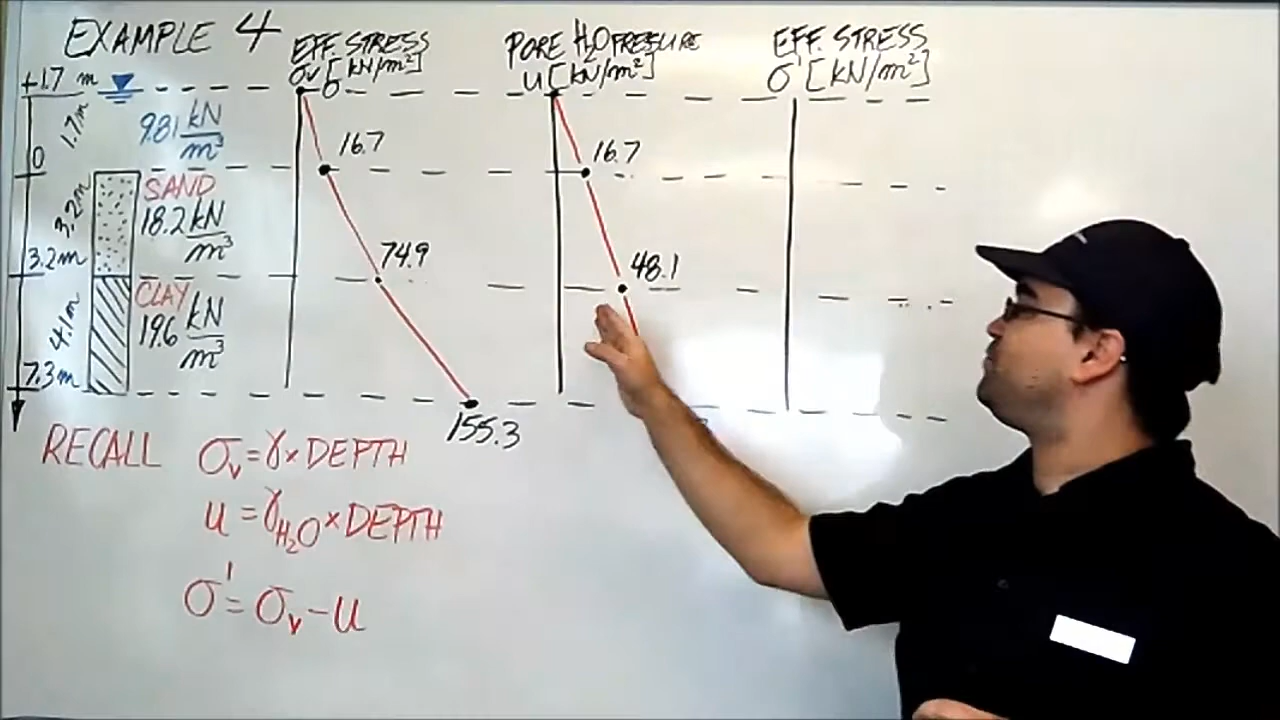 EXAMPLE 4
EFF. STRESS
σv [kN/m²]
0
PORE H₂O PRESSURE
u [kN/m²]
EFF. STRESS
σ' [kN/m²]
+1.7 m
1.7m
9.81 kN/m³
0
16.7
16.7
3.2m
SAND
18.2 kN/m³
3.2m
74.9
48.1
4.1m
CLAY
19.6 kN/m³
7.3m
155.3
RECALL σv = γ × DEPTH
u = γH₂O × DEPTH
σ' = σv - u